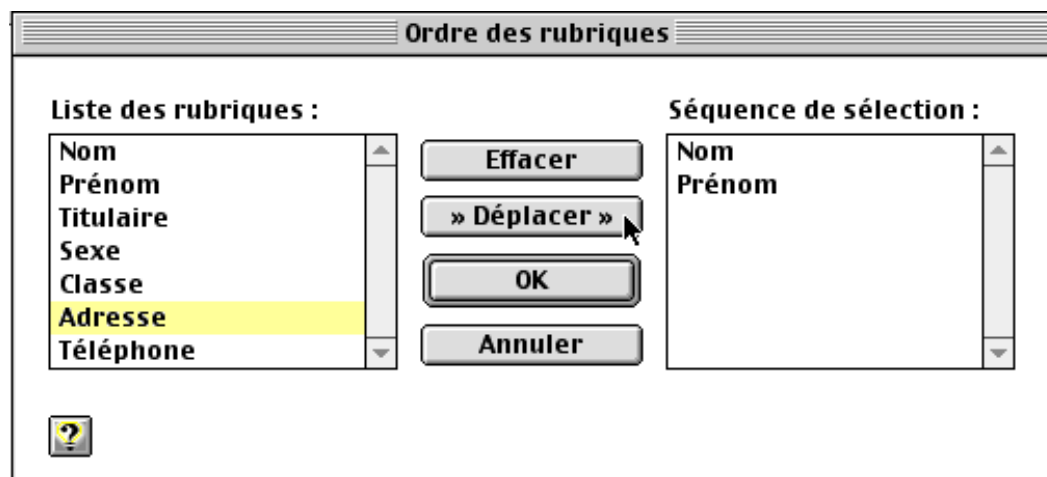 Ordre des rubriques
Liste des rubriques :
Nom
Prénom
Titulaire
Sexe
Classe
Adresse
Téléphone
Effacer
» Déplacer »
OK
Annuler
Séquence de sélection :
Nom
Prénom
?